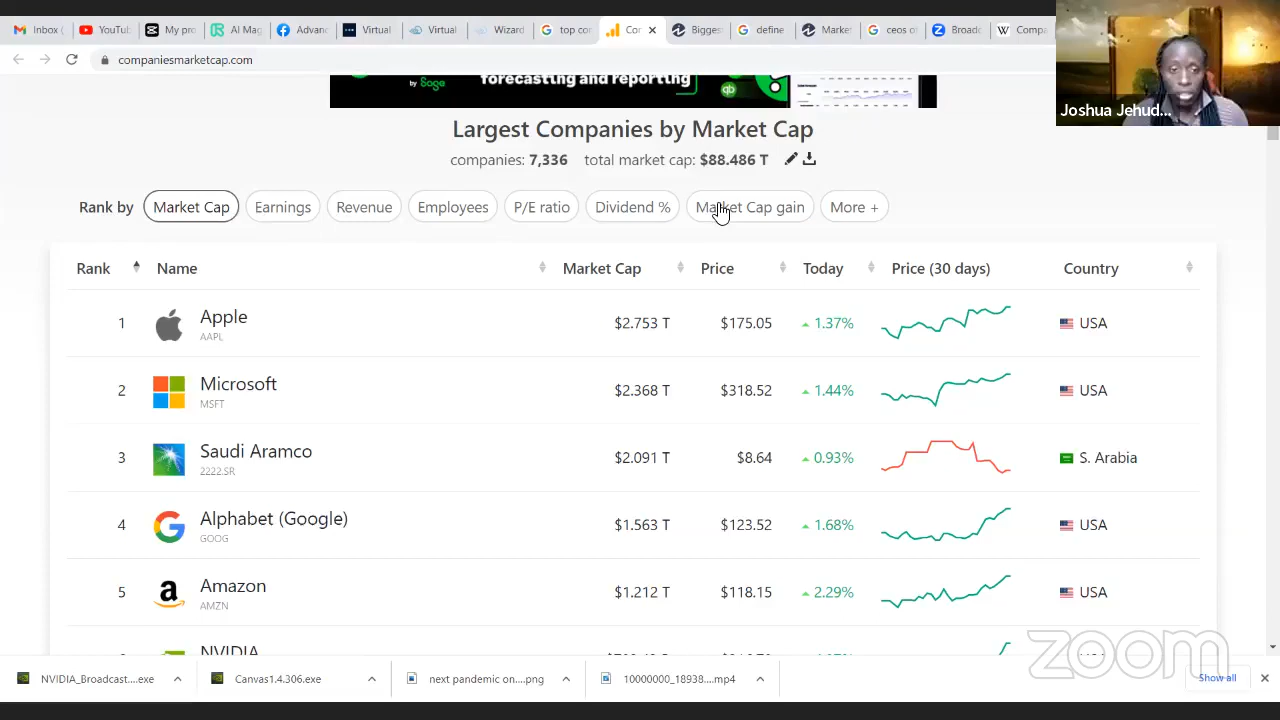 Inbox (
YouTub
My pro
AI Mag
Advanc
Virtual
Virtual
Wizard
top cor
Cor
Bigges
define
Market
ceos of
Broadc
Compa
companiesmarketcap.com
Joshua Jehud...
by Sage
forecasting and reporting
qb
Largest Companies by Market Cap
companies: 7,336 total market cap: $88.486 T
Rank by Market Cap Earnings Revenue Employees P/E ratio Dividend % Market Cap gain More +
Rank Name Market Cap Price Today Price (30 days) Country
1 Apple $2.753 T $175.05 1.37% USA
AAPL
2 Microsoft $2.368 T $318.52 1.44% USA
MSFT
3 Saudi Aramco $2.091 T $8.64 0.93% S. Arabia
2222.SR
4 Alphabet (Google) $1.563 T $123.52 1.68% USA
GOOG
5 Amazon $1.212 T $118.15 2.29% USA
AMZN
NVIDIA
zoom
NVIDIA_Broadcast....exe
Canvas1.4.306.exe
next pandemic on....png
10000000_18938....mp4
Show all